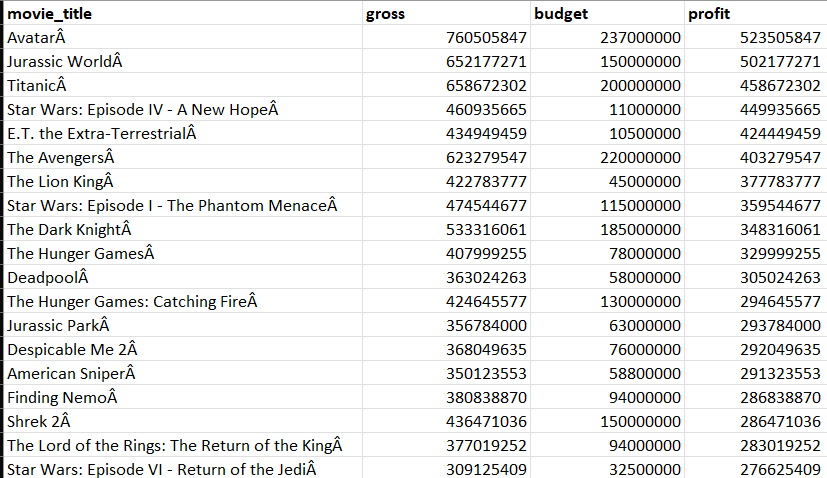 movie_title gross budget profit
AvatarÂ 760505847 237000000 523505847
Jurassic WorldÂ 652177271 150000000 502177271
TitanicÂ 658672302 200000000 458672302
Star Wars: Episode IV - A New HopeÂ 460935665 11000000 449935665
E.T. the Extra-TerrestrialÂ 434949459 10500000 424449459
The AvengersÂ 623279547 220000000 403279547
The Lion KingÂ 422783777 45000000 377783777
Star Wars: Episode I - The Phantom MenaceÂ 474544677 115000000 359544677
The Dark KnightÂ 533316061 185000000 348316061
The Hunger GamesÂ 407999255 78000000 329999255
DeadpoolÂ 363024263 58000000 305024263
The Hunger Games: Catching FireÂ 424645577 130000000 294645577
Jurassic ParkÂ 356784000 63000000 293784000
Despicable Me 2Â 368049635 76000000 292049635
American SniperÂ 350123553 58800000 291323553
Finding NemoÂ 380838870 94000000 286838870
Shrek 2Â 436471036 150000000 286471036
The Lord of the Rings: The Return of the KingÂ 377019252 94000000 283019252
Star Wars: Episode VI - Return of the JediÂ 309125409 32500000 276625409